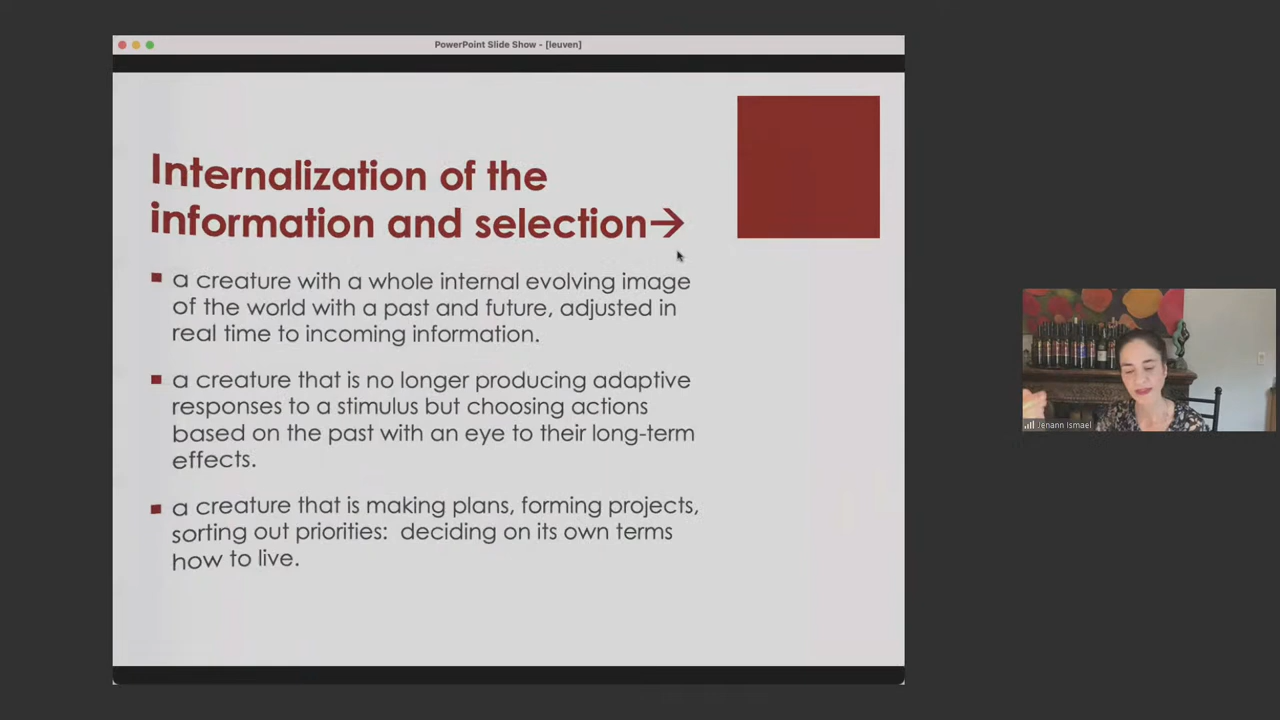 PowerPoint Slide Show - [leuven]
Internalization of the
information and selection→
a creature with a whole internal evolving image
of the world with a past and future, adjusted in
real time to incoming information.
a creature that is no longer producing adaptive
responses to a stimulus but choosing actions
based on the past with an eye to their long-term
effects.
a creature that is making plans, forming projects,
sorting out priorities:  deciding on its own terms
how to live.
Jenann Ismael